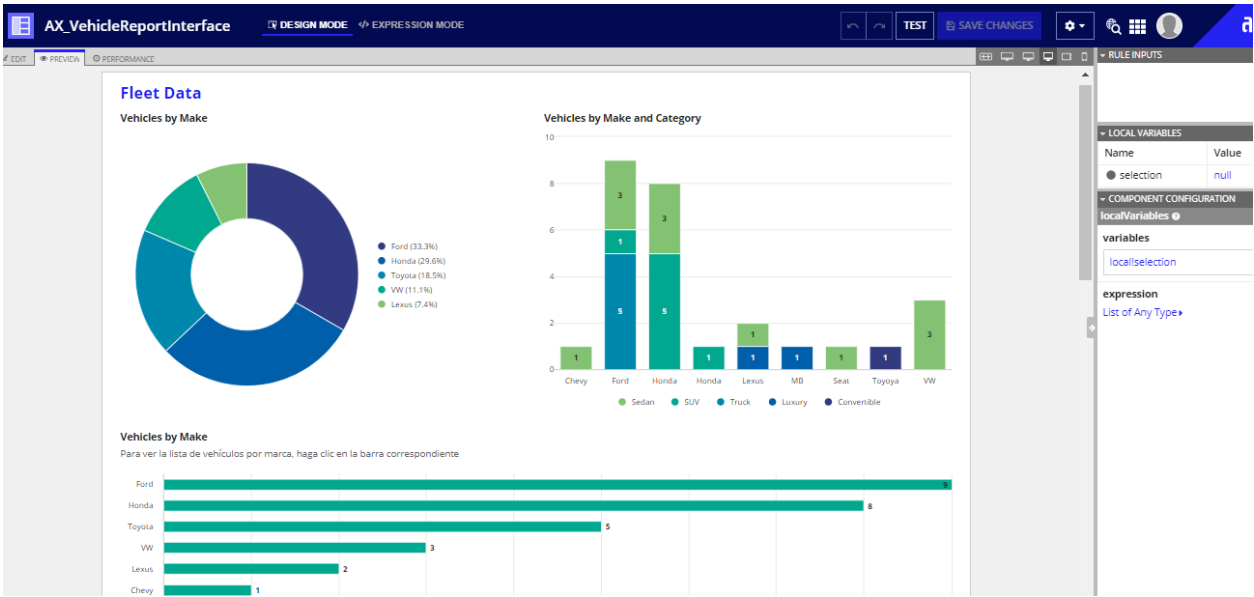 AX_VehicleReportInterface
DESIGN MODE
EXPRESSION MODE
TEST
SAVE CHANGES
EDIT
PREVIEW
PERFORMANCE
Fleet Data
Vehicles by Make
Ford (33.3%)
Honda (29.6%)
Toyota (18.5%)
VW (11.1%)
Lexus (7.4%)
Vehicles by Make and Category
10
8
6
4
2
0
1
3
1
5
3
5
1
1
1
1
1
1
3
Chevy Ford Honda Honda Lexus MB Seat Toyoya VW
Sedan SUV Truck Luxury Convertible
Vehicles by Make
Para ver la lista de vehículos por marca, haga clic en la barra correspondiente
Ford 9
Honda 8
Toyota 5
VW 3
Lexus 2
Chevy 1
RULE INPUTS
LOCAL VARIABLES
Name Value
selection null
COMPONENT CONFIGURATION
localVariables
variables
local!selection
expression
List of Any Type